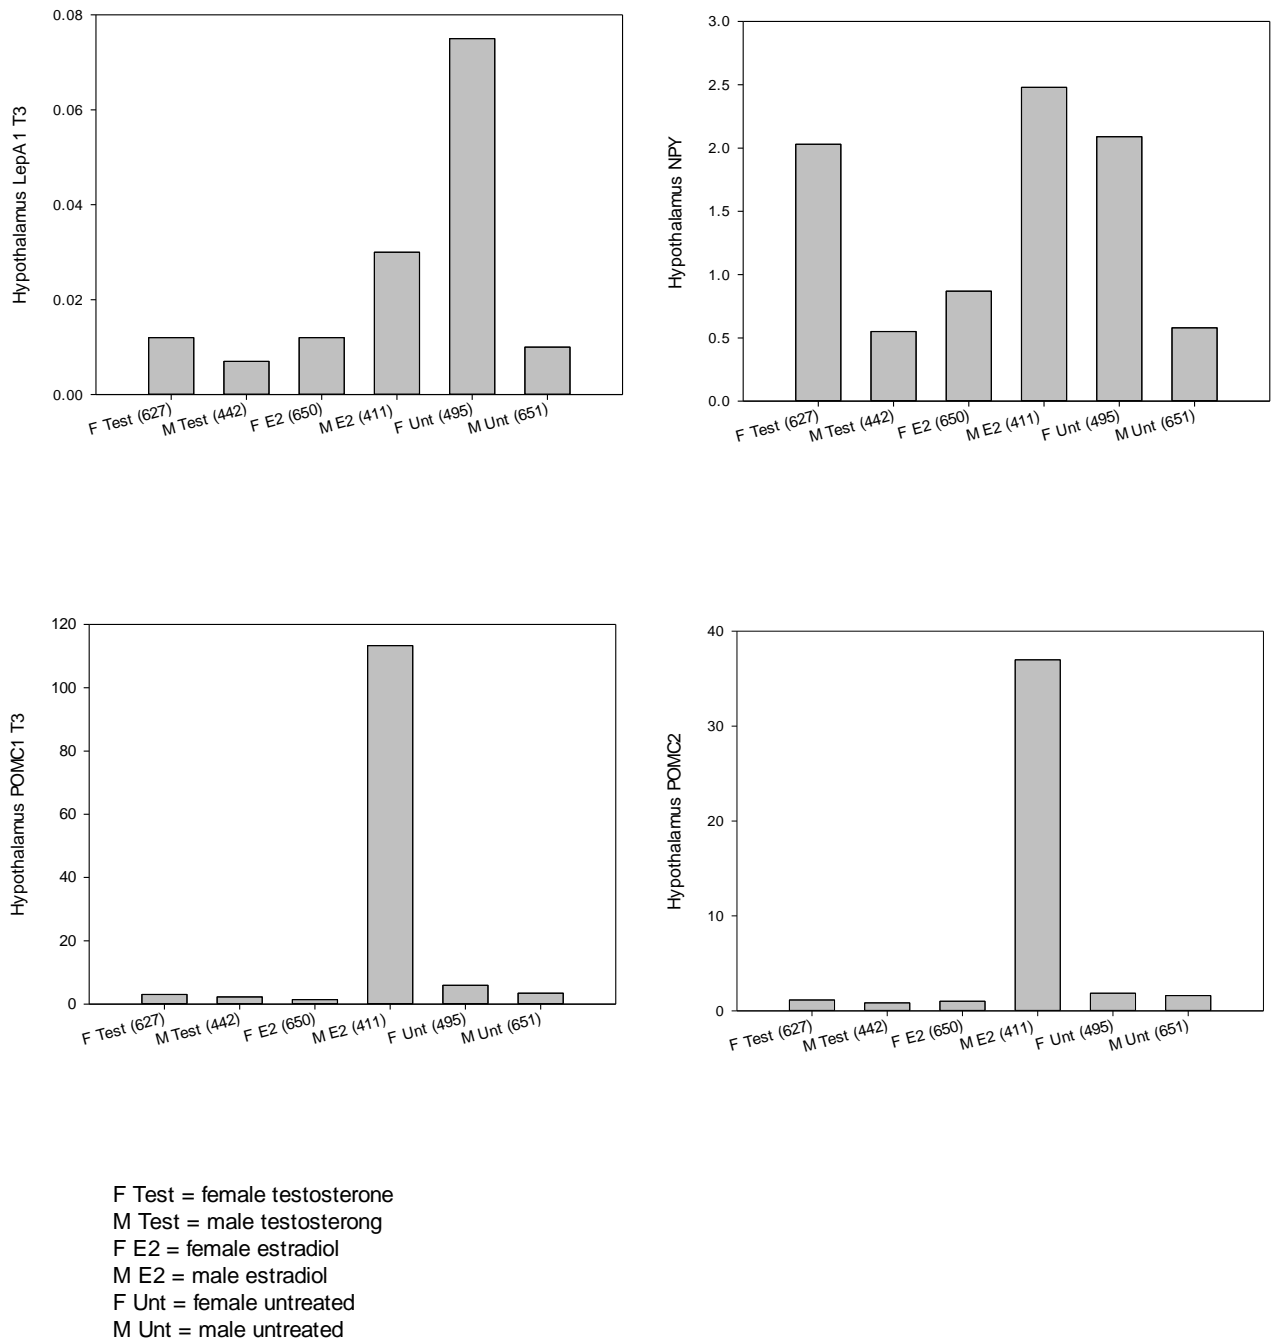 0.08
0.06
0.04
0.02
0.00
Hypothalamus LepA1 T3
F Test (627)
M Test (442)
F E2 (650)
M E2 (411)
F Unt (495)
M Unt (651)
3.0
2.5
2.0
1.5
1.0
0.5
0.0
Hypothalamus NPY
F Test (627)
M Test (442)
F E2 (650)
M E2 (411)
F Unt (495)
M Unt (651)
120
100
80
60
40
20
0
Hypothalamus POMC1 T3
F Test (627)
M Test (442)
F E2 (650)
M E2 (411)
F Unt (495)
M Unt (651)
40
30
20
10
0
Hypothalamus POMC2
F Test (627)
M Test (442)
F E2 (650)
M E2 (411)
F Unt (495)
M Unt (651)
F Test = female testosterone
M Test = male testosterong
F E2 = female estradiol
M E2 = male estradiol
F Unt = female untreated
M Unt = male untreated